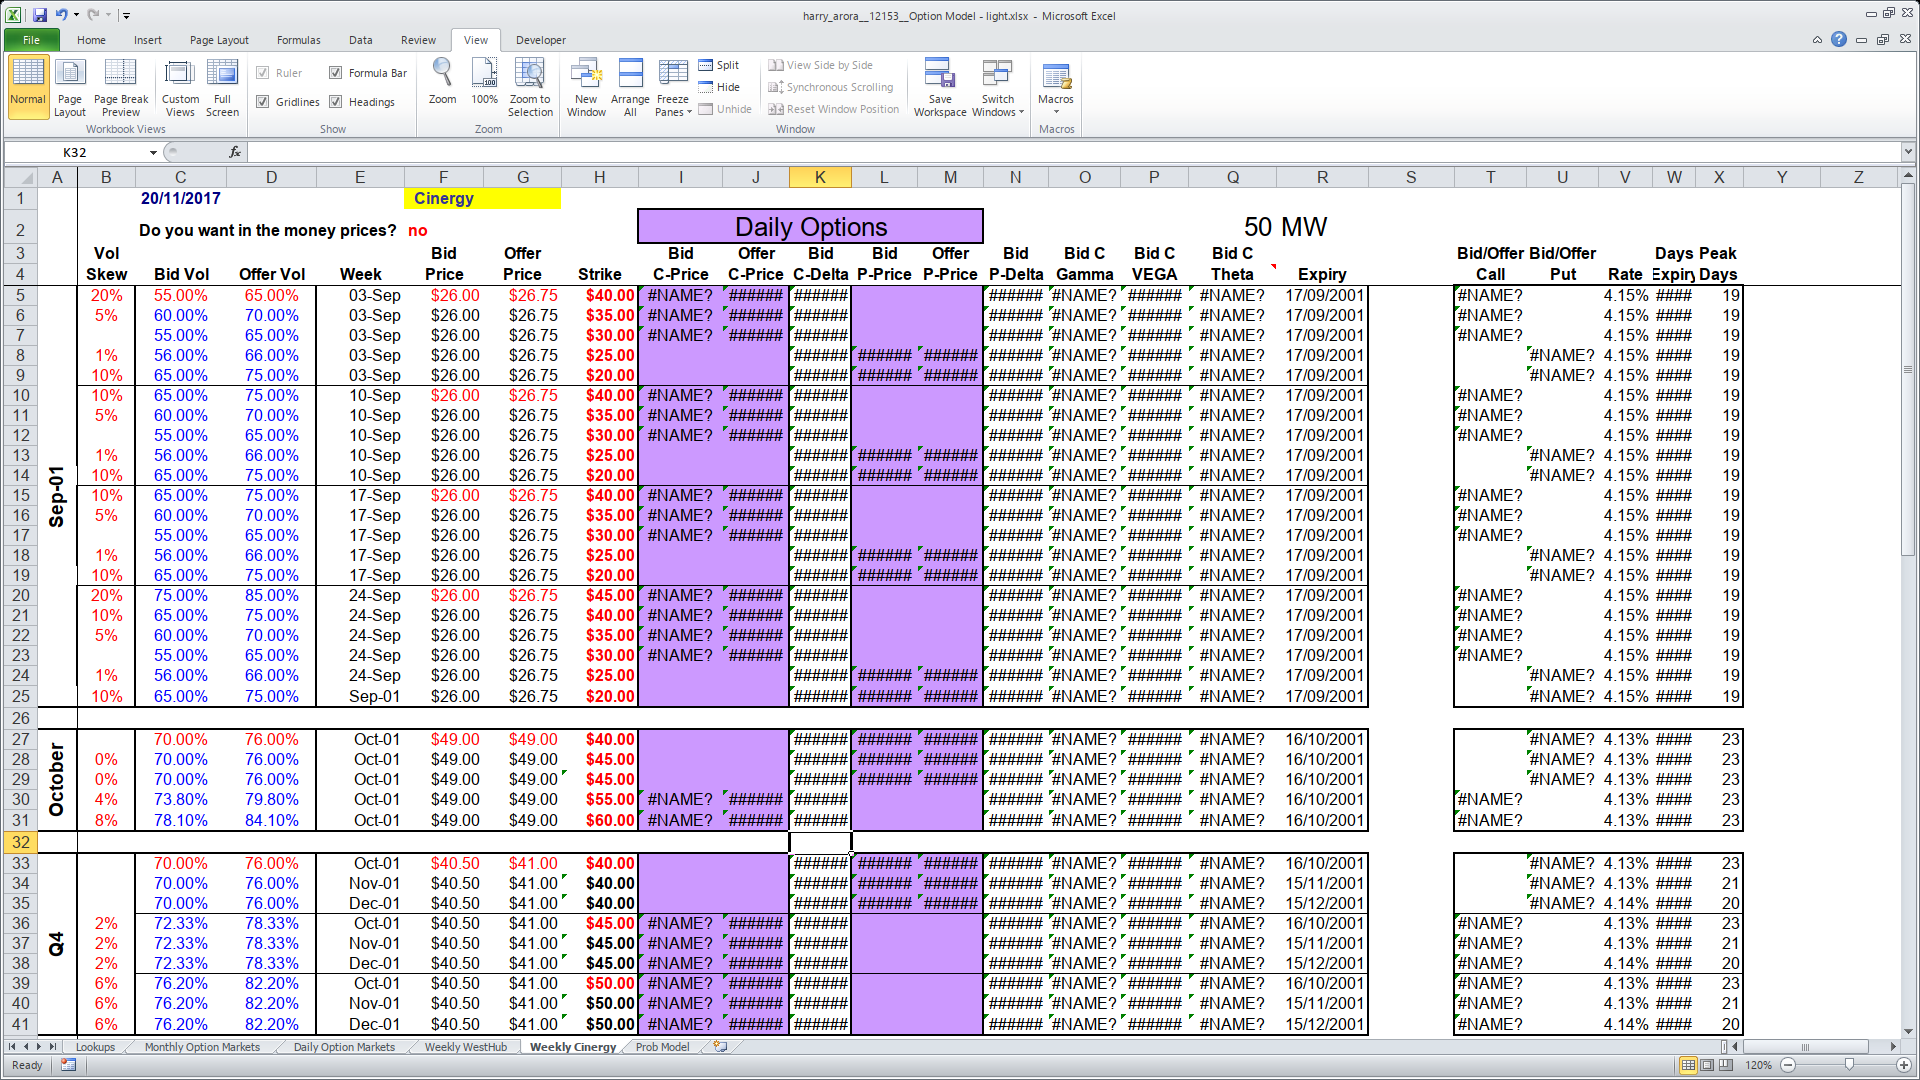 harry_arora__12153__Option Model - light.xlsx - Microsoft Excel
File Home Insert Page Layout Formulas Data Review View Developer
Normal Page Layout Page Break Preview Custom Views Full Screen
Workbook Views
Ruler Formula Bar
Gridlines Headings
Show
Zoom 100% Zoom to Selection
Zoom
New Window Arrange All Freeze Panes
Split Hide Unhide
View Side by Side
Synchronous Scrolling
Reset Window Position
Window
Save Workspace Switch Windows
Macros
Macros
K32 fx
A B C D E F G H I J K L M N O P Q R S T U V W X Y Z
1 20/11/2017 Cinergy
2 Do you want in the money prices? no Daily Options 50 MW
3 Vol Bid Offer Bid Offer Bid Bid Offer Bid Bid C Bid C Bid C Bid/Offer Bid/Offer Days Peak
4 Skew Bid Vol Offer Vol Week Price Price Strike C-Price C-Price C-Delta P-Price P-Price P-Delta Gamma VEGA Theta Expiry Call Put Rate Expiry Days
Sep-01
5 20% 55.00% 65.00% 03-Sep $26.00 $26.75 $40.00 #NAME? ###### ###### ###### #NAME? ###### #NAME? 17/09/2001 #NAME? 4.15% #### 19
6 5% 60.00% 70.00% 03-Sep $26.00 $26.75 $35.00 #NAME? ###### ###### ###### #NAME? ###### #NAME? 17/09/2001 #NAME? 4.15% #### 19
7 55.00% 65.00% 03-Sep $26.00 $26.75 $30.00 #NAME? ###### ###### ###### #NAME? ###### #NAME? 17/09/2001 #NAME? 4.15% #### 19
8 1% 56.00% 66.00% 03-Sep $26.00 $26.75 $25.00 ###### ###### ###### ###### #NAME? ###### #NAME? 17/09/2001 #NAME? 4.15% #### 19
9 10% 65.00% 75.00% 03-Sep $26.00 $26.75 $20.00 ###### ###### ###### ###### #NAME? ###### #NAME? 17/09/2001 #NAME? 4.15% #### 19
10 10% 65.00% 75.00% 10-Sep $26.00 $26.75 $40.00 #NAME? ###### ###### ###### #NAME? ###### #NAME? 17/09/2001 #NAME? 4.15% #### 19
11 5% 60.00% 70.00% 10-Sep $26.00 $26.75 $35.00 #NAME? ###### ###### ###### #NAME? ###### #NAME? 17/09/2001 #NAME? 4.15% #### 19
12 55.00% 65.00% 10-Sep $26.00 $26.75 $30.00 #NAME? ###### ###### ###### #NAME? ###### #NAME? 17/09/2001 #NAME? 4.15% #### 19
13 1% 56.00% 66.00% 10-Sep $26.00 $26.75 $25.00 ###### ###### ###### ###### #NAME? ###### #NAME? 17/09/2001 #NAME? 4.15% #### 19
14 10% 65.00% 75.00% 10-Sep $26.00 $26.75 $20.00 ###### ###### ###### ###### #NAME? ###### #NAME? 17/09/2001 #NAME? 4.15% #### 19
15 10% 65.00% 75.00% 17-Sep $26.00 $26.75 $40.00 #NAME? ###### ###### ###### #NAME? ###### #NAME? 17/09/2001 #NAME? 4.15% #### 19
16 5% 60.00% 70.00% 17-Sep $26.00 $26.75 $35.00 #NAME? ###### ###### ###### #NAME? ###### #NAME? 17/09/2001 #NAME? 4.15% #### 19
17 55.00% 65.00% 17-Sep $26.00 $26.75 $30.00 #NAME? ###### ###### ###### #NAME? ###### #NAME? 17/09/2001 #NAME? 4.15% #### 19
18 1% 56.00% 66.00% 17-Sep $26.00 $26.75 $25.00 ###### ###### ###### ###### #NAME? ###### #NAME? 17/09/2001 #NAME? 4.15% #### 19
19 10% 65.00% 75.00% 17-Sep $26.00 $26.75 $20.00 ###### ###### ###### ###### #NAME? ###### #NAME? 17/09/2001 #NAME? 4.15% #### 19
20 20% 75.00% 85.00% 24-Sep $26.00 $26.75 $45.00 #NAME? ###### ###### ###### #NAME? ###### #NAME? 17/09/2001 #NAME? 4.15% #### 19
21 10% 65.00% 75.00% 24-Sep $26.00 $26.75 $40.00 #NAME? ###### ###### ###### #NAME? ###### #NAME? 17/09/2001 #NAME? 4.15% #### 19
22 5% 60.00% 70.00% 24-Sep $26.00 $26.75 $35.00 #NAME? ###### ###### ###### #NAME? ###### #NAME? 17/09/2001 #NAME? 4.15% #### 19
23 55.00% 65.00% 24-Sep $26.00 $26.75 $30.00 #NAME? ###### ###### ###### #NAME? ###### #NAME? 17/09/2001 #NAME? 4.15% #### 19
24 1% 56.00% 66.00% 24-Sep $26.00 $26.75 $25.00 ###### ###### ###### ###### #NAME? ###### #NAME? 17/09/2001 #NAME? 4.15% #### 19
25 10% 65.00% 75.00% Sep-01 $26.00 $26.75 $20.00 ###### ###### ###### ###### #NAME? ###### #NAME? 17/09/2001 #NAME? 4.15% #### 19
26
October
27 70.00% 76.00% Oct-01 $49.00 $49.00 $40.00 ###### ###### ###### ###### #NAME? ###### #NAME? 16/10/2001 #NAME? 4.13% #### 23
28 0% 70.00% 76.00% Oct-01 $49.00 $49.00 $45.00 ###### ###### ###### ###### #NAME? ###### #NAME? 16/10/2001 #NAME? 4.13% #### 23
29 0% 70.00% 76.00% Oct-01 $49.00 $49.00 $45.00 ###### ###### ###### ###### #NAME? ###### #NAME? 16/10/2001 #NAME? 4.13% #### 23
30 4% 73.80% 79.80% Oct-01 $49.00 $49.00 $55.00 #NAME? ###### ###### ###### #NAME? ###### #NAME? 16/10/2001 #NAME? 4.13% #### 23
31 8% 78.10% 84.10% Oct-01 $49.00 $49.00 $60.00 #NAME? ###### ###### ###### #NAME? ###### #NAME? 16/10/2001 #NAME? 4.13% #### 23
32
Q4
33 70.00% 76.00% Oct-01 $40.50 $41.00 $40.00 ###### ###### ###### ###### #NAME? ###### #NAME? 16/10/2001 #NAME? 4.13% #### 23
34 70.00% 76.00% Nov-01 $40.50 $41.00 $40.00 ###### ###### ###### ###### #NAME? ###### #NAME? 15/11/2001 #NAME? 4.13% #### 21
35 70.00% 76.00% Dec-01 $40.50 $41.00 $40.00 ###### ###### ###### ###### #NAME? ###### #NAME? 15/12/2001 #NAME? 4.14% #### 20
36 2% 72.33% 78.33% Oct-01 $40.50 $41.00 $45.00 #NAME? ###### ###### ###### #NAME? ###### #NAME? 16/10/2001 #NAME? 4.13% #### 23
37 2% 72.33% 78.33% Nov-01 $40.50 $41.00 $45.00 #NAME? ###### ###### ###### #NAME? ###### #NAME? 15/11/2001 #NAME? 4.13% #### 21
38 2% 72.33% 78.33% Dec-01 $40.50 $41.00 $45.00 #NAME? ###### ###### ###### #NAME? ###### #NAME? 15/12/2001 #NAME? 4.14% #### 20
39 6% 76.20% 82.20% Oct-01 $40.50 $41.00 $50.00 #NAME? ###### ###### ###### #NAME? ###### #NAME? 16/10/2001 #NAME? 4.13% #### 23
40 6% 76.20% 82.20% Nov-01 $40.50 $41.00 $50.00 #NAME? ###### ###### ###### #NAME? ###### #NAME? 15/11/2001 #NAME? 4.13% #### 21
41 6% 76.20% 82.20% Dec-01 $40.50 $41.00 $50.00 #NAME? ###### ###### ###### #NAME? ###### #NAME? 15/12/2001 #NAME? 4.14% #### 20
Lookups Monthly Option Markets Daily Option Markets Weekly WestHub Weekly Cinergy Prob Model
Ready 120%